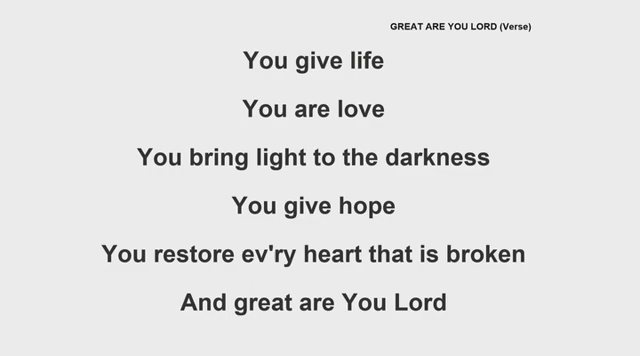 GREAT ARE YOU LORD (Verse)
You give life
You are love
You bring light to the darkness
You give hope
You restore ev'ry heart that is broken
And great are You Lord